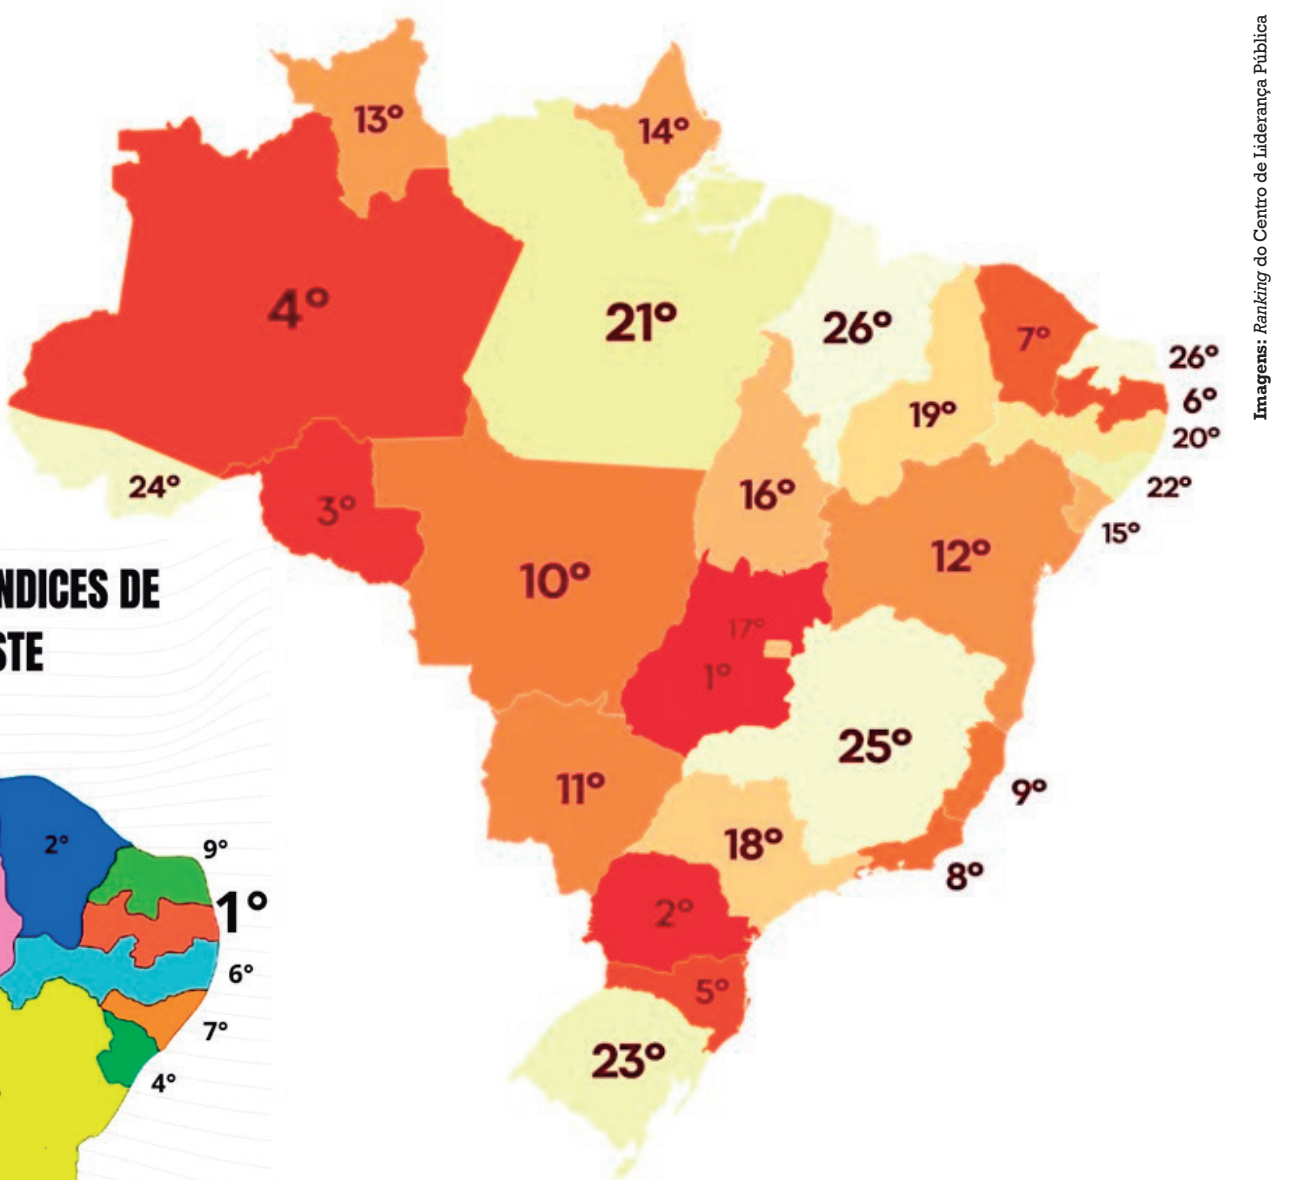 Imagens: Ranking do Centro de Liderança Pública
13º
14º
4º
21º
26º
7º
26º
6º
19º
20º
24º
3º
16º
22º
15º
12º
10º
17º
1º
25º
11º
9º
18º
8º
2º
5º
23º
NDICES DE
STE
2º
9º
1º
6º
7º
4º